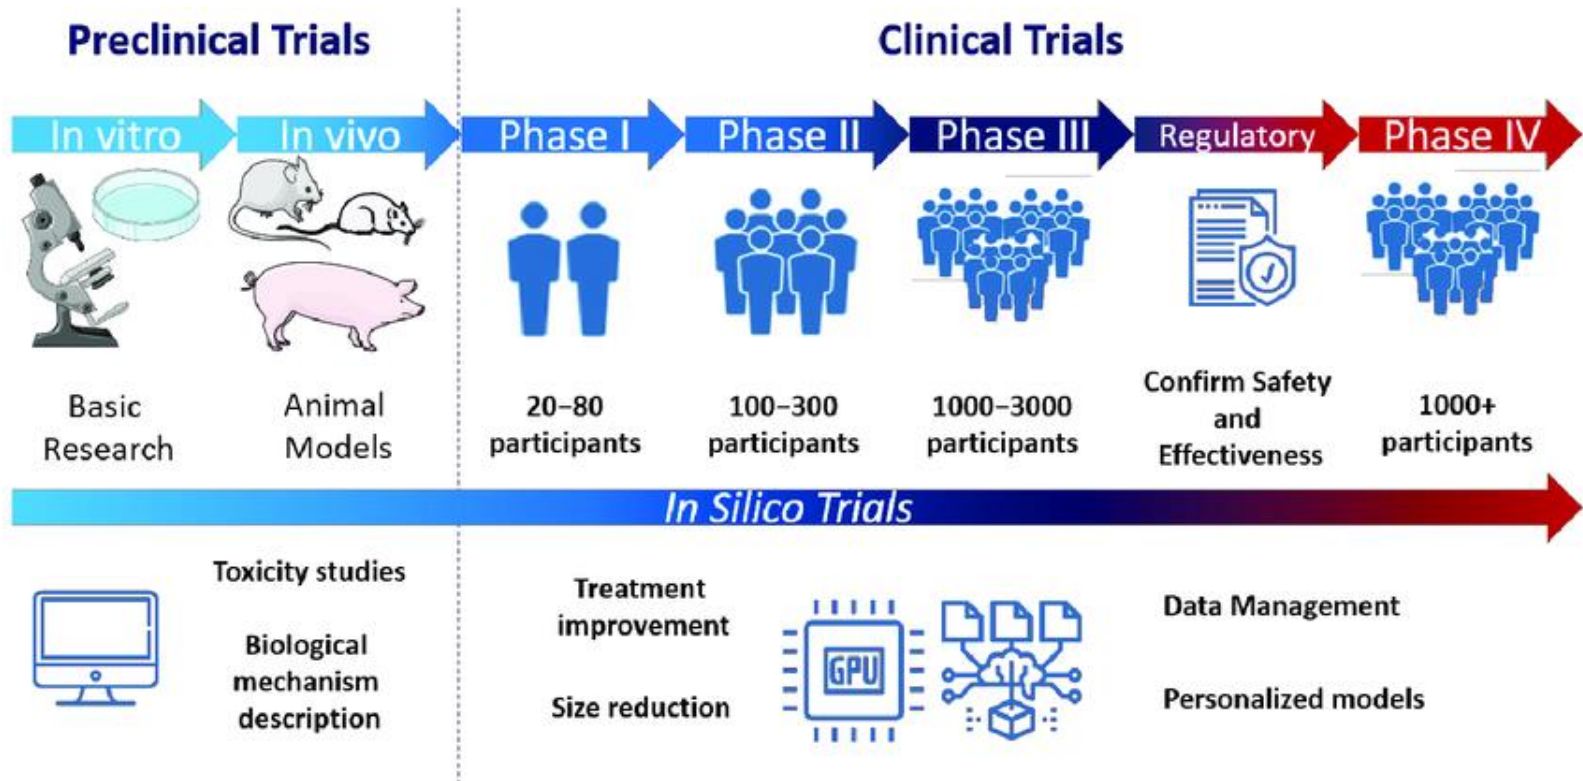 Preclinical Trials
Clinical Trials
In vitro
In vivo
Phase I
Phase II
Phase III
Regulatory
Phase IV
Basic
Research
Animal
Models
20–80
participants
100–300
participants
1000–3000
participants
Confirm Safety
and
Effectiveness
1000+
participants
In Silico Trials
Toxicity studies
Biological
mechanism
description
Treatment
improvement
Size reduction
GPU
Data Management
Personalized models